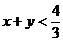 x + y < 4/3